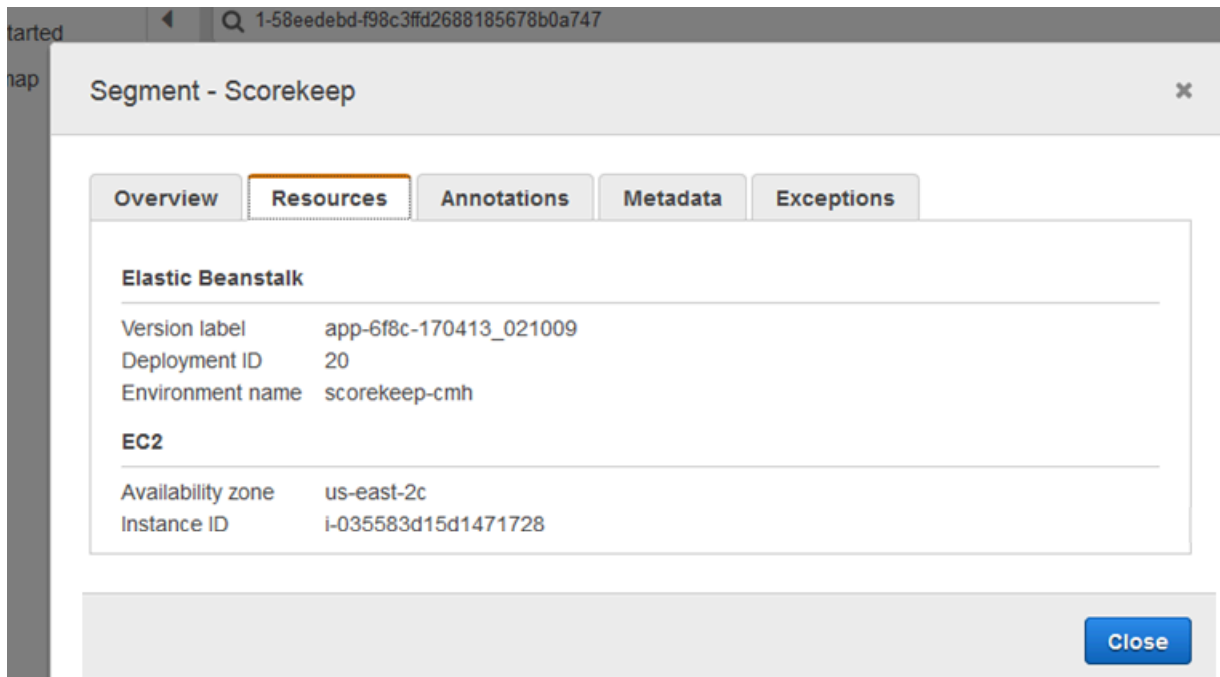 tarted
1-58eedebd-f98c3ffd2688185678b0a747
Segment - Scorekeep
Overview Resources Annotations Metadata Exceptions
Elastic Beanstalk
Version label app-6f8c-170413_021009
Deployment ID 20
Environment name scorekeep-cmh
EC2
Availability zone us-east-2c
Instance ID i-035583d15d1471728
Close